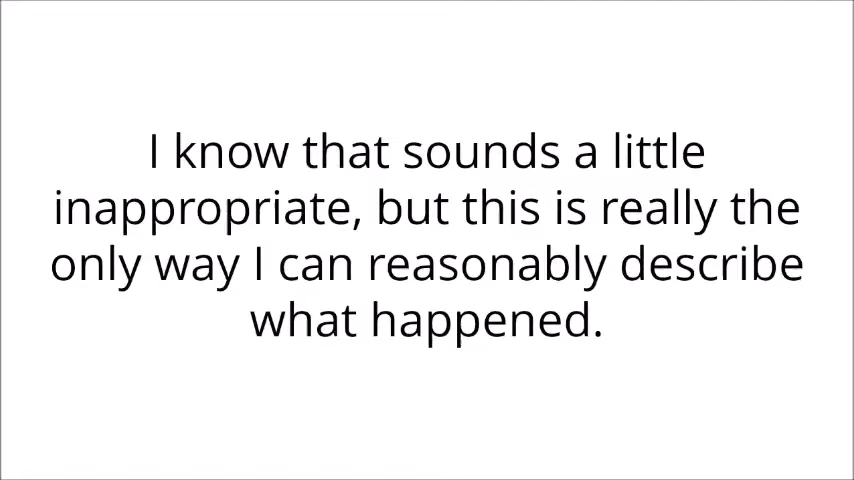 I know that sounds a little
inappropriate, but this is really the
only way I can reasonably describe
what happened.